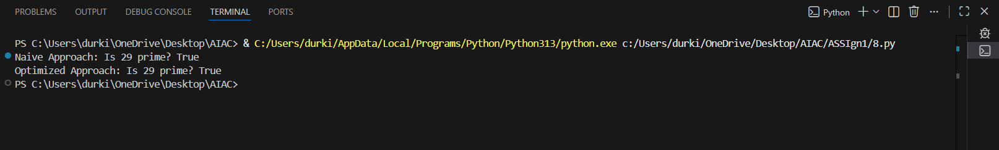 PROBLEMS OUTPUT DEBUG CONSOLE TERMINAL PORTS Python
PS C:\Users\durki\OneDrive\Desktop\AIAC> & C:/Users/durki/AppData/Local/Programs/Python/Python313/python.exe c:/Users/durki/OneDrive/Desktop/AIAC/ASSIgn1/8.py
Naive Approach: Is 29 prime? True
Optimized Approach: Is 29 prime? True
PS C:\Users\durki\OneDrive\Desktop\AIAC>